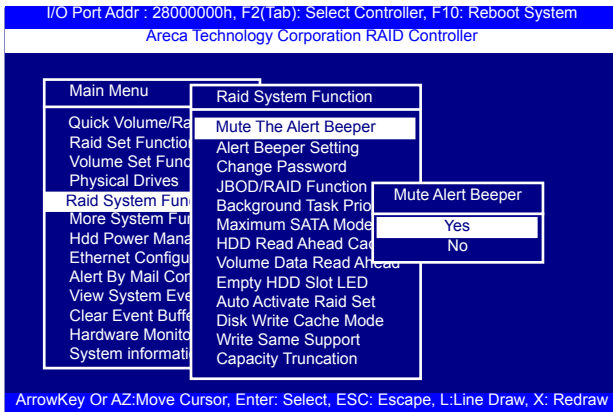 I/O Port Addr : 28000000h, F2(Tab): Select Controller, F10: Reboot System
Areca Technology Corporation RAID Controller
Main Menu
Quick Volume/Ra
Raid Set Function
Volume Set Func
Physical Drives
Raid System Fun
More System Fun
Hdd Power Mana
Ethernet Configu
Alert By Mail Con
View System Eve
Clear Event Buffe
Hardware Monito
System informati
Raid System Function
Mute The Alert Beeper
Alert Beeper Setting
Change Password
JBOD/RAID Function
Background Task Prio
Maximum SATA Mode
HDD Read Ahead Cac
Volume Data Read Ahead
Empty HDD Slot LED
Auto Activate Raid Set
Disk Write Cache Mode
Write Same Support
Capacity Truncation
Mute Alert Beeper
Yes
No
ArrowKey Or AZ:Move Cursor, Enter: Select, ESC: Escape, L:Line Draw, X: Redraw